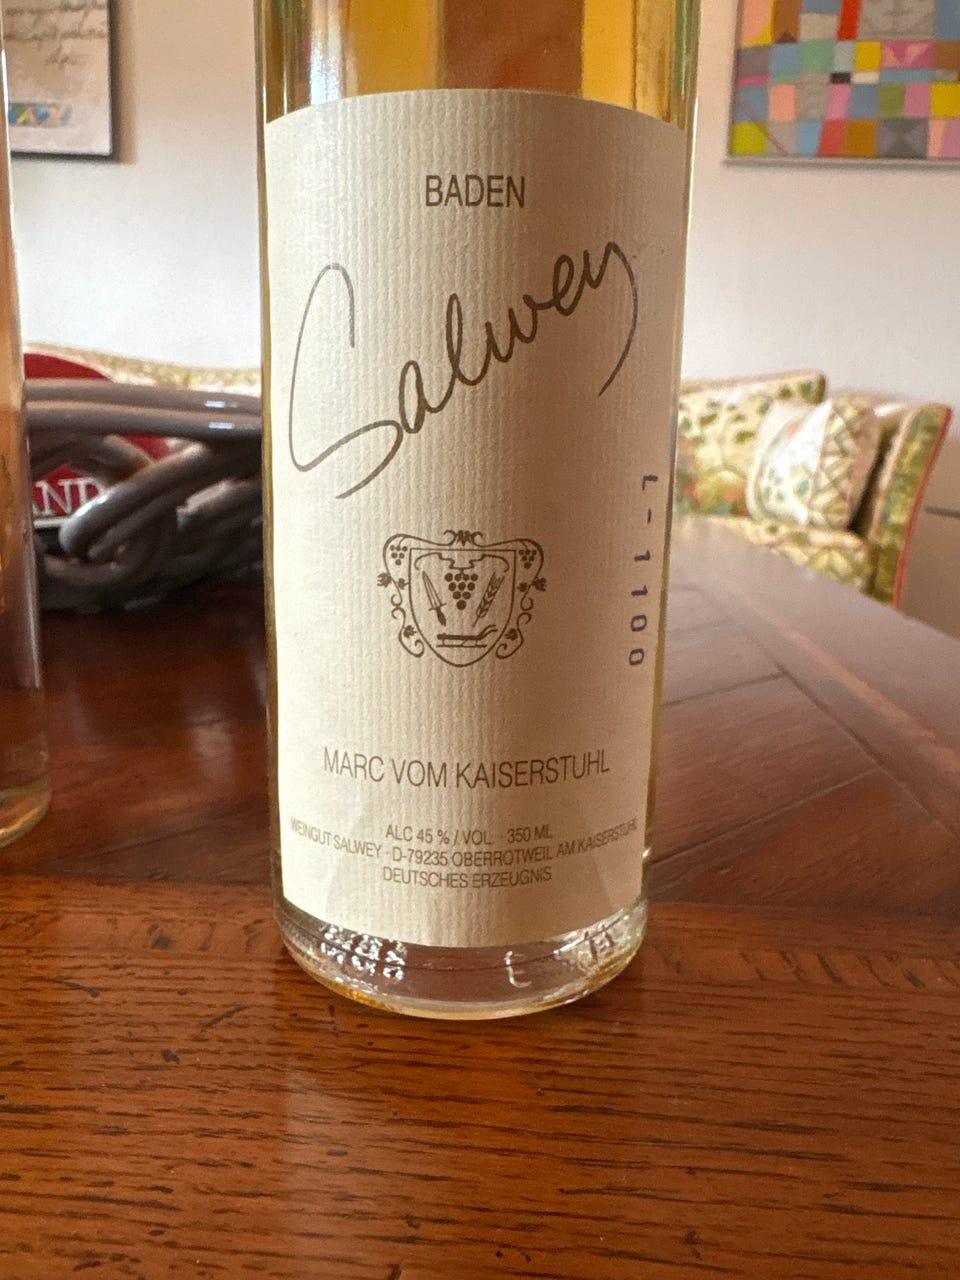 BADEN
Salwey
L-1100
MARC VOM KAISERSTUHL
ALC 45 % / VOL · 350 ML
WEINGUT SALWEY · D-79235 OBERROTWEIL AM KAISERSTUHL
DEUTSCHES ERZEUGNIS
AND